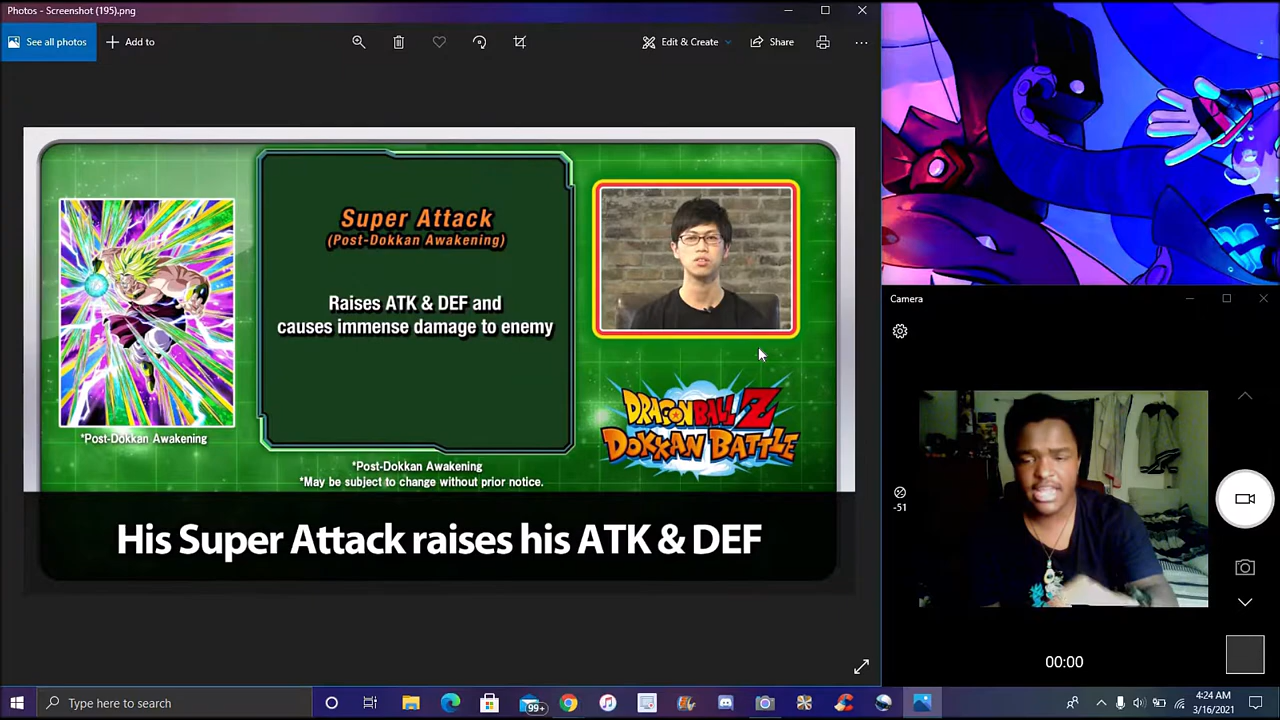 Photos - Screenshot (195).png
See all photos
Add to
Edit & Create
Share
Super Attack
(Post-Dokkan Awakening)
Raises ATK & DEF and
causes immense damage to enemy
*Post-Dokkan Awakening
*Post-Dokkan Awakening
*May be subject to change without prior notice.
DRAGONBALL Z
DOKKAN BATTLE
His Super Attack raises his ATK & DEF
Camera
-51
00:00
Type here to search
99+
4:24 AM
3/16/2021